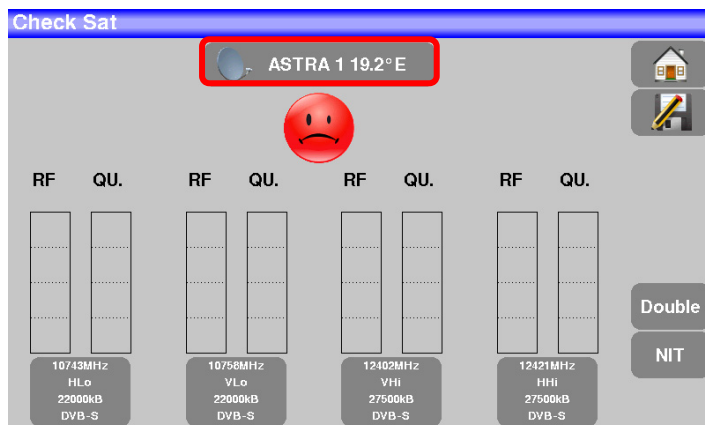 Check Sat
ASTRA 1 19.2° E
RF QU. RF QU. RF QU. RF QU.
Double
NIT
10743MHz
HLo
22000kB
DVB-S
10758MHz
VLo
22000kB
DVB-S
12402MHz
VHi
27500kB
DVB-S
12421MHz
HHi
27500kB
DVB-S